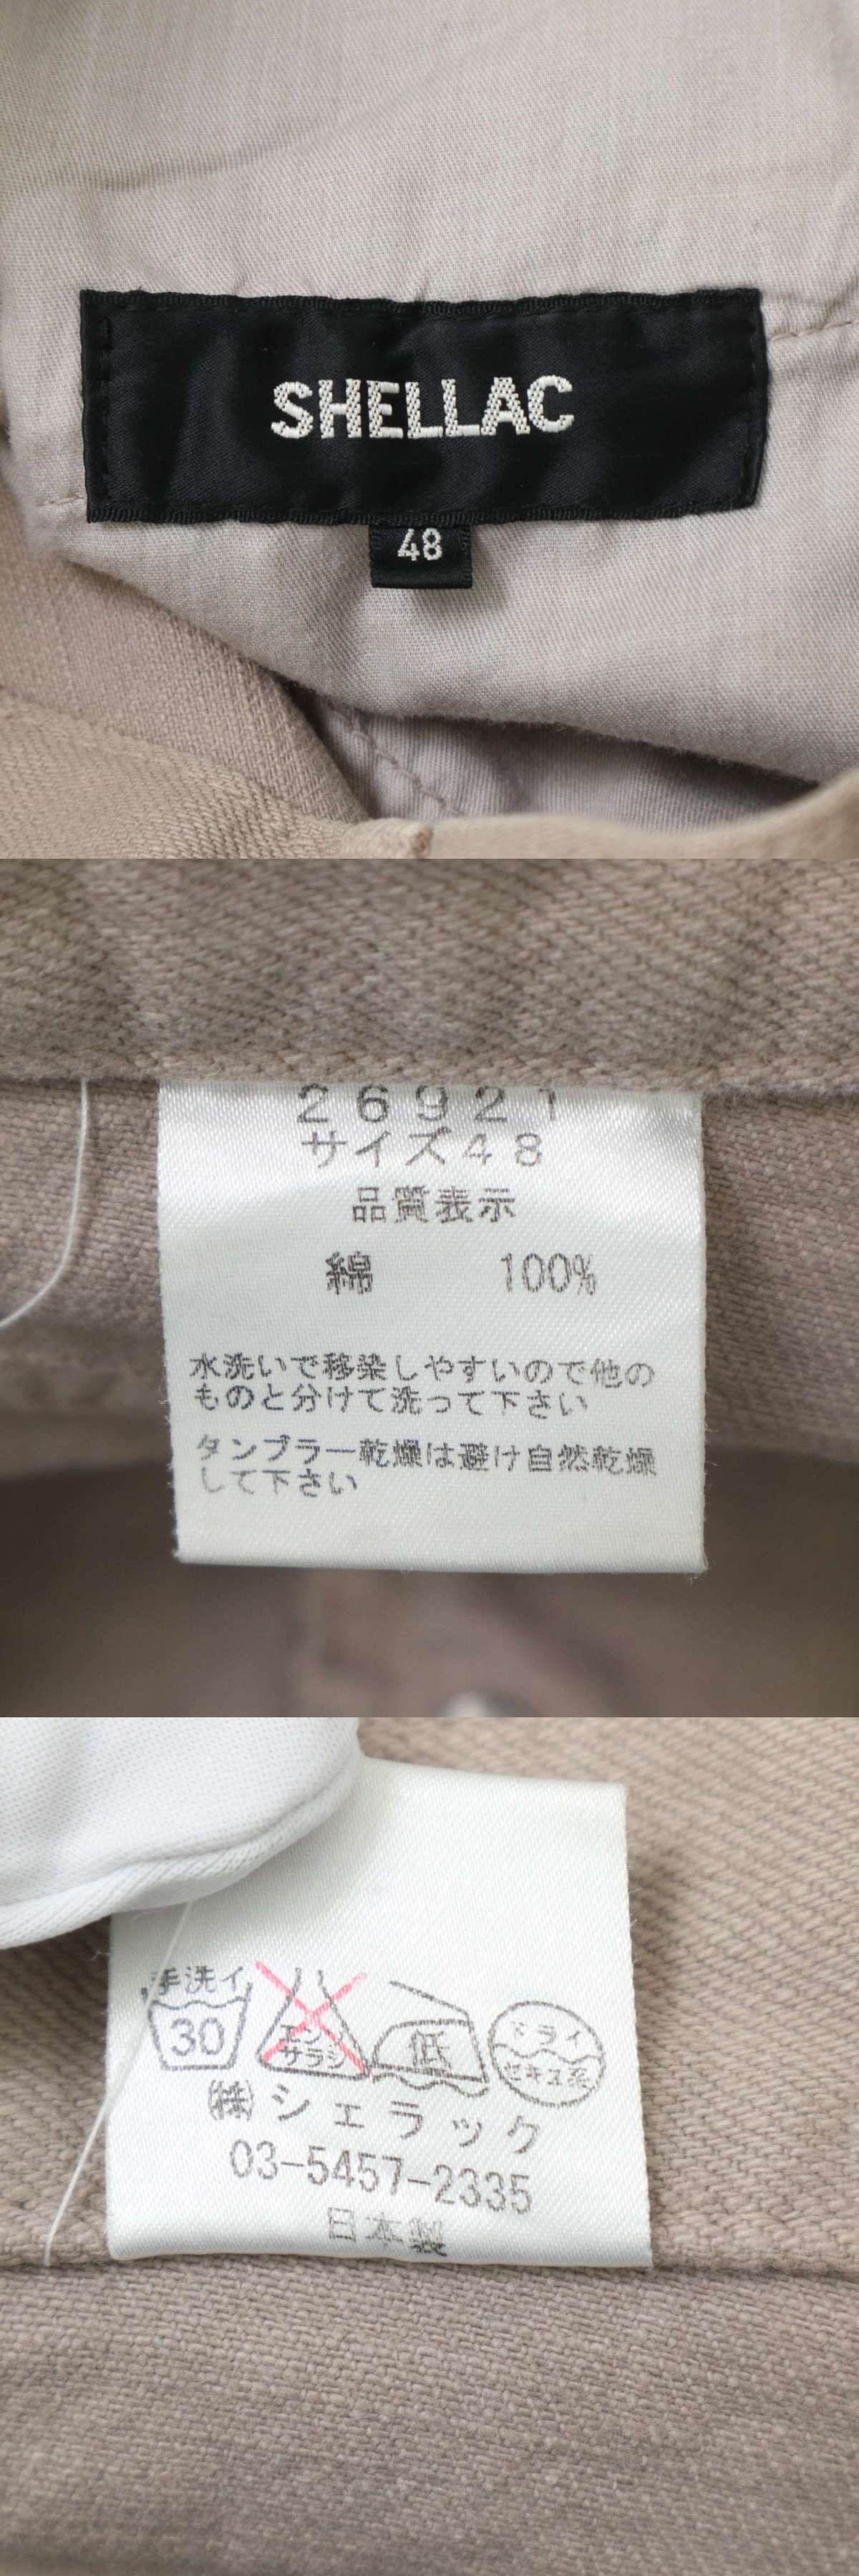 SHELLAC
48
26921
サイズ48
品質表示
綿 100%
水洗いで移染しやすいので他の
ものと分けて洗って下さい
タンブラー乾燥は避け自然乾燥
して下さい
手洗イ
30
エンソ
サラシ
低
ドライ
セキユ系
㈱シェラック
03-5457-2335
日本製